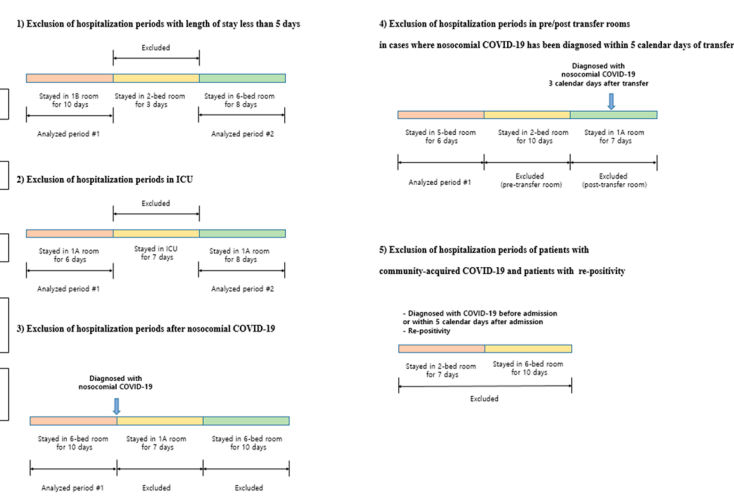 1) Exclusion of hospitalization periods with length of stay less than 5 days
Excluded
Stayed in 1B room
for 10 days
Stayed in 2-bed room
for 3 days
Stayed in 6-bed room
for 8 days
Analyzed period #1
Analyzed period #2
2) Exclusion of hospitalization periods in ICU
Excluded
Stayed in 1A room
for 6 days
Stayed in ICU
for 7 days
Stayed in 1A room
for 8 days
Analyzed period #1
Analyzed period #2
3) Exclusion of hospitalization periods after nosocomial COVID-19
Diagnosed with
nosocomial COVID-19
Stayed in 6-bed room
for 10 days
Stayed in 1A room
for 7 days
Stayed in 6-bed room
for 10 days
Analyzed period #1
Excluded
Excluded
4) Exclusion of hospitalization periods in pre/post transfer rooms
in cases where nosocomial COVID-19 has been diagnosed within 5 calendar days of transfer
Diagnosed with
nosocomial COVID-19
3 calendar days after transfer
Stayed in 5-bed room
for 6 days
Stayed in 2-bed room
for 10 days
Stayed in 1A room
for 7 days
Analyzed period #1
Excluded
(pre-transfer room)
Excluded
(post-transfer room)
5) Exclusion of hospitalization periods of patients with
community-acquired COVID-19 and patients with re-positivity
- Diagnosed with COVID-19 before admission
or within 5 calendar days after admission
- Re-positivity
Stayed in 2-bed room
for 7 days
Stayed in 6-bed room
for 10 days
Excluded